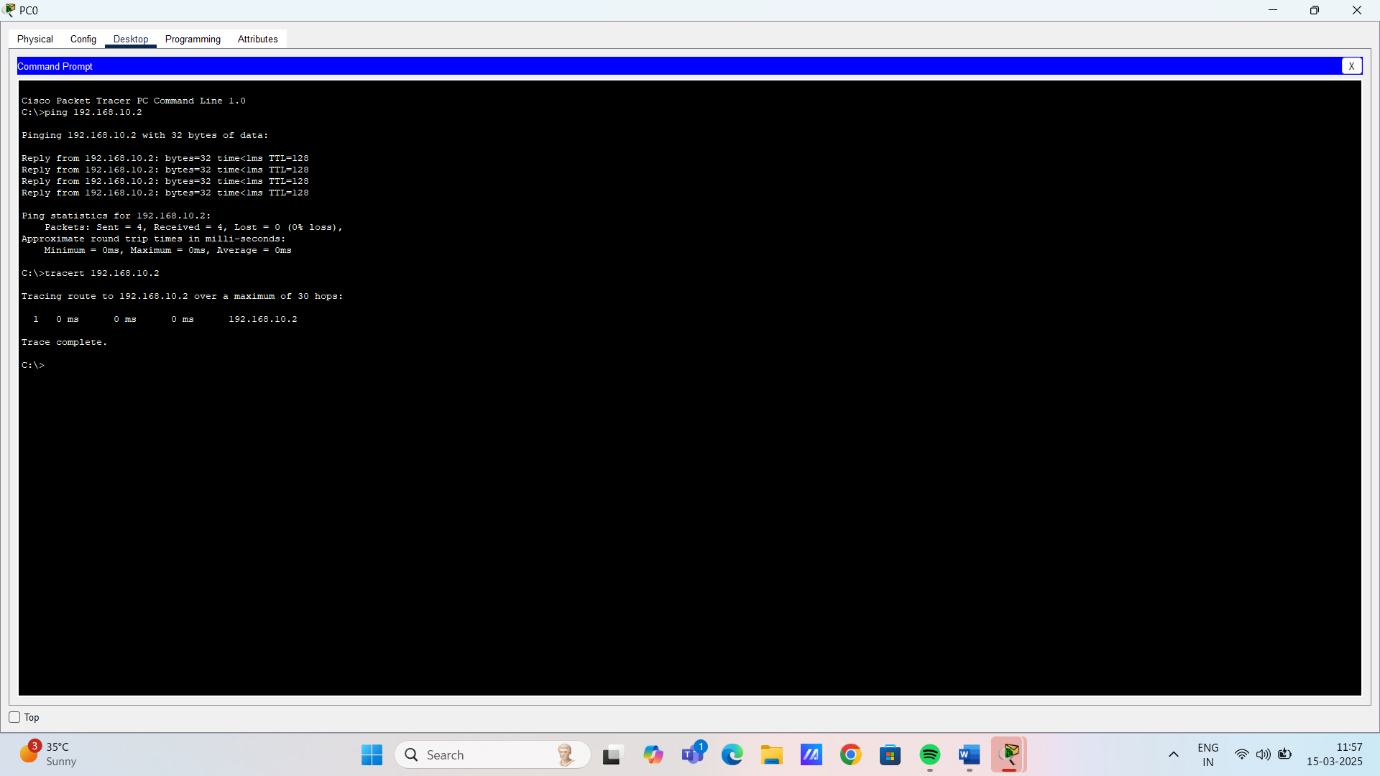 PC0
Physical Config Desktop Programming Attributes
Command Prompt
X
Cisco Packet Tracer PC Command Line 1.0
C:\>ping 192.168.10.2
Pinging 192.168.10.2 with 32 bytes of data:
Reply from 192.168.10.2: bytes=32 time<1ms TTL=128
Reply from 192.168.10.2: bytes=32 time<1ms TTL=128
Reply from 192.168.10.2: bytes=32 time<1ms TTL=128
Reply from 192.168.10.2: bytes=32 time<1ms TTL=128
Ping statistics for 192.168.10.2:
Packets: Sent = 4, Received = 4, Lost = 0 (0% loss),
Approximate round trip times in milli-seconds:
Minimum = 0ms, Maximum = 0ms, Average = 0ms
C:\>tracert 192.168.10.2
Tracing route to 192.168.10.2 over a maximum of 30 hops:
1 0 ms 0 ms 0 ms 192.168.10.2
Trace complete.
C:\>
Top
3
35°C
Sunny
Search
1
ENG
IN
11:57
15-03-2025